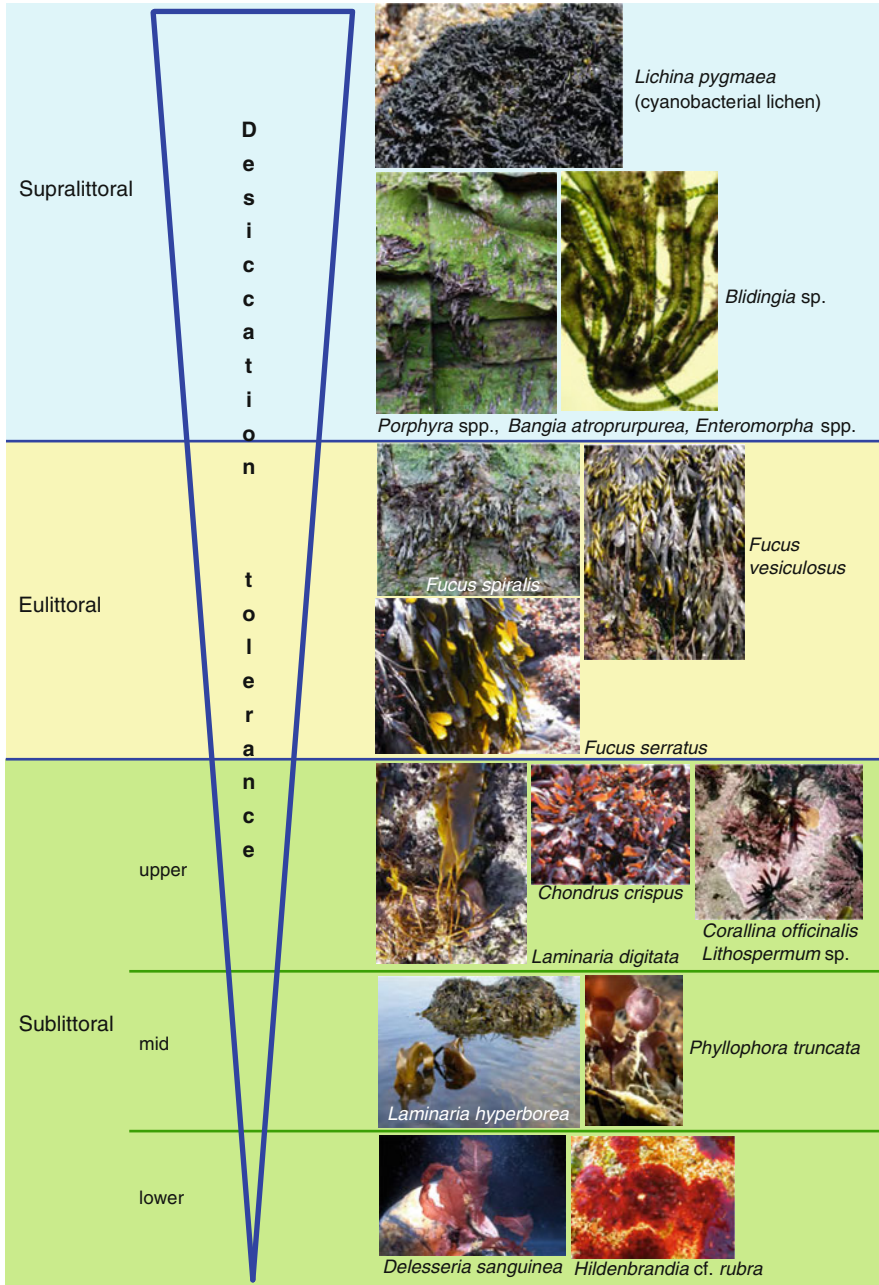 Supralittoral
Desiccation tolerance
Lichina pygmaea
(cyanobacterial lichen)
Blidingia sp.
Porphyra spp., Bangia atroprurpurea, Enteromorpha spp.
Eulittoral
Fucus spiralis
Fucus
vesiculosus
Fucus serratus
Sublittoral
upper
Chondrus crispus
Laminaria digitata
Corallina officinalis
Lithospermum sp.
mid
Laminaria hyperborea
Phyllophora truncata
lower
Delesseria sanguinea
Hildenbrandia cf. rubra